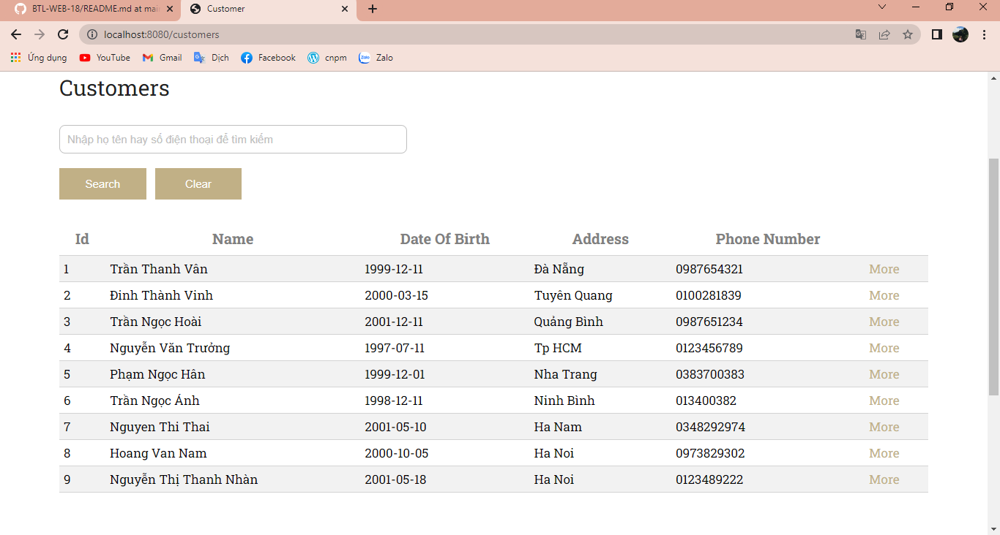 BTL-WEB-18/README.md at mai
Customer
localhost:8080/customers
Ứng dụng YouTube Gmail Dịch Facebook cnpm Zalo
Customers
Nhập họ tên hay số điện thoại để tìm kiếm
Search Clear
Id Name Date Of Birth Address Phone Number
1 Trần Thanh Vân 1999-12-11 Đà Nẵng 0987654321 More
2 Đinh Thành Vinh 2000-03-15 Tuyên Quang 0100281839 More
3 Trần Ngọc Hoài 2001-12-11 Quảng Bình 0987651234 More
4 Nguyễn Văn Trưởng 1997-07-11 Tp HCM 0123456789 More
5 Phạm Ngọc Hân 1999-12-01 Nha Trang 0383700383 More
6 Trần Ngọc Ánh 1998-12-11 Ninh Bình 013400382 More
7 Nguyen Thi Thai 2001-05-10 Ha Nam 0348292974 More
8 Hoang Van Nam 2000-10-05 Ha Noi 0973829302 More
9 Nguyễn Thị Thanh Nhàn 2001-05-18 Ha Noi 0123489222 More